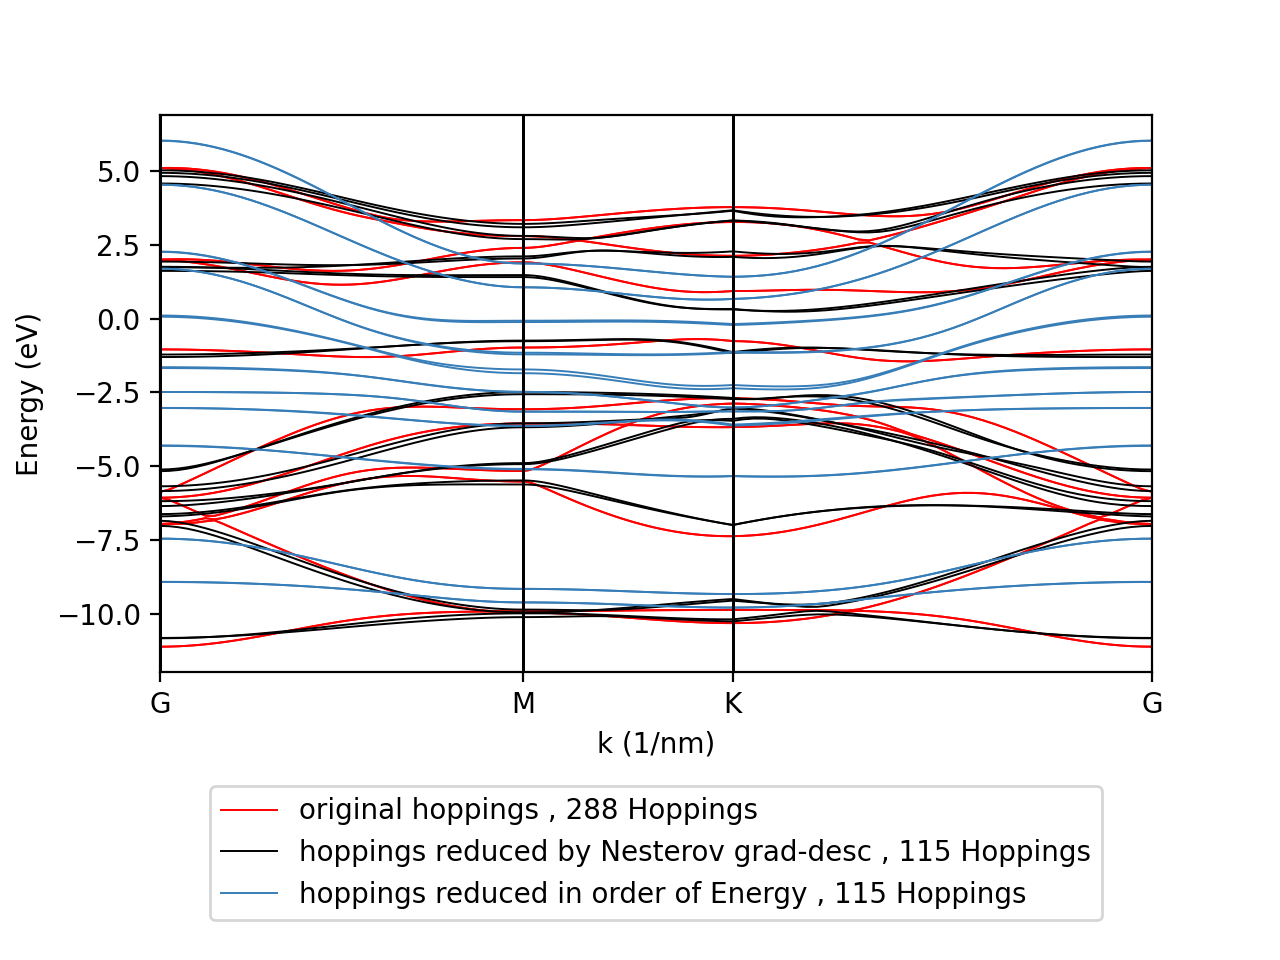 5.0
2.5
0.0
−2.5
−5.0
−7.5
−10.0
Energy (eV)
G M K G
k (1/nm)
original hoppings , 288 Hoppings
hoppings reduced by Nesterov grad-desc , 115 Hoppings
hoppings reduced in order of Energy , 115 Hoppings